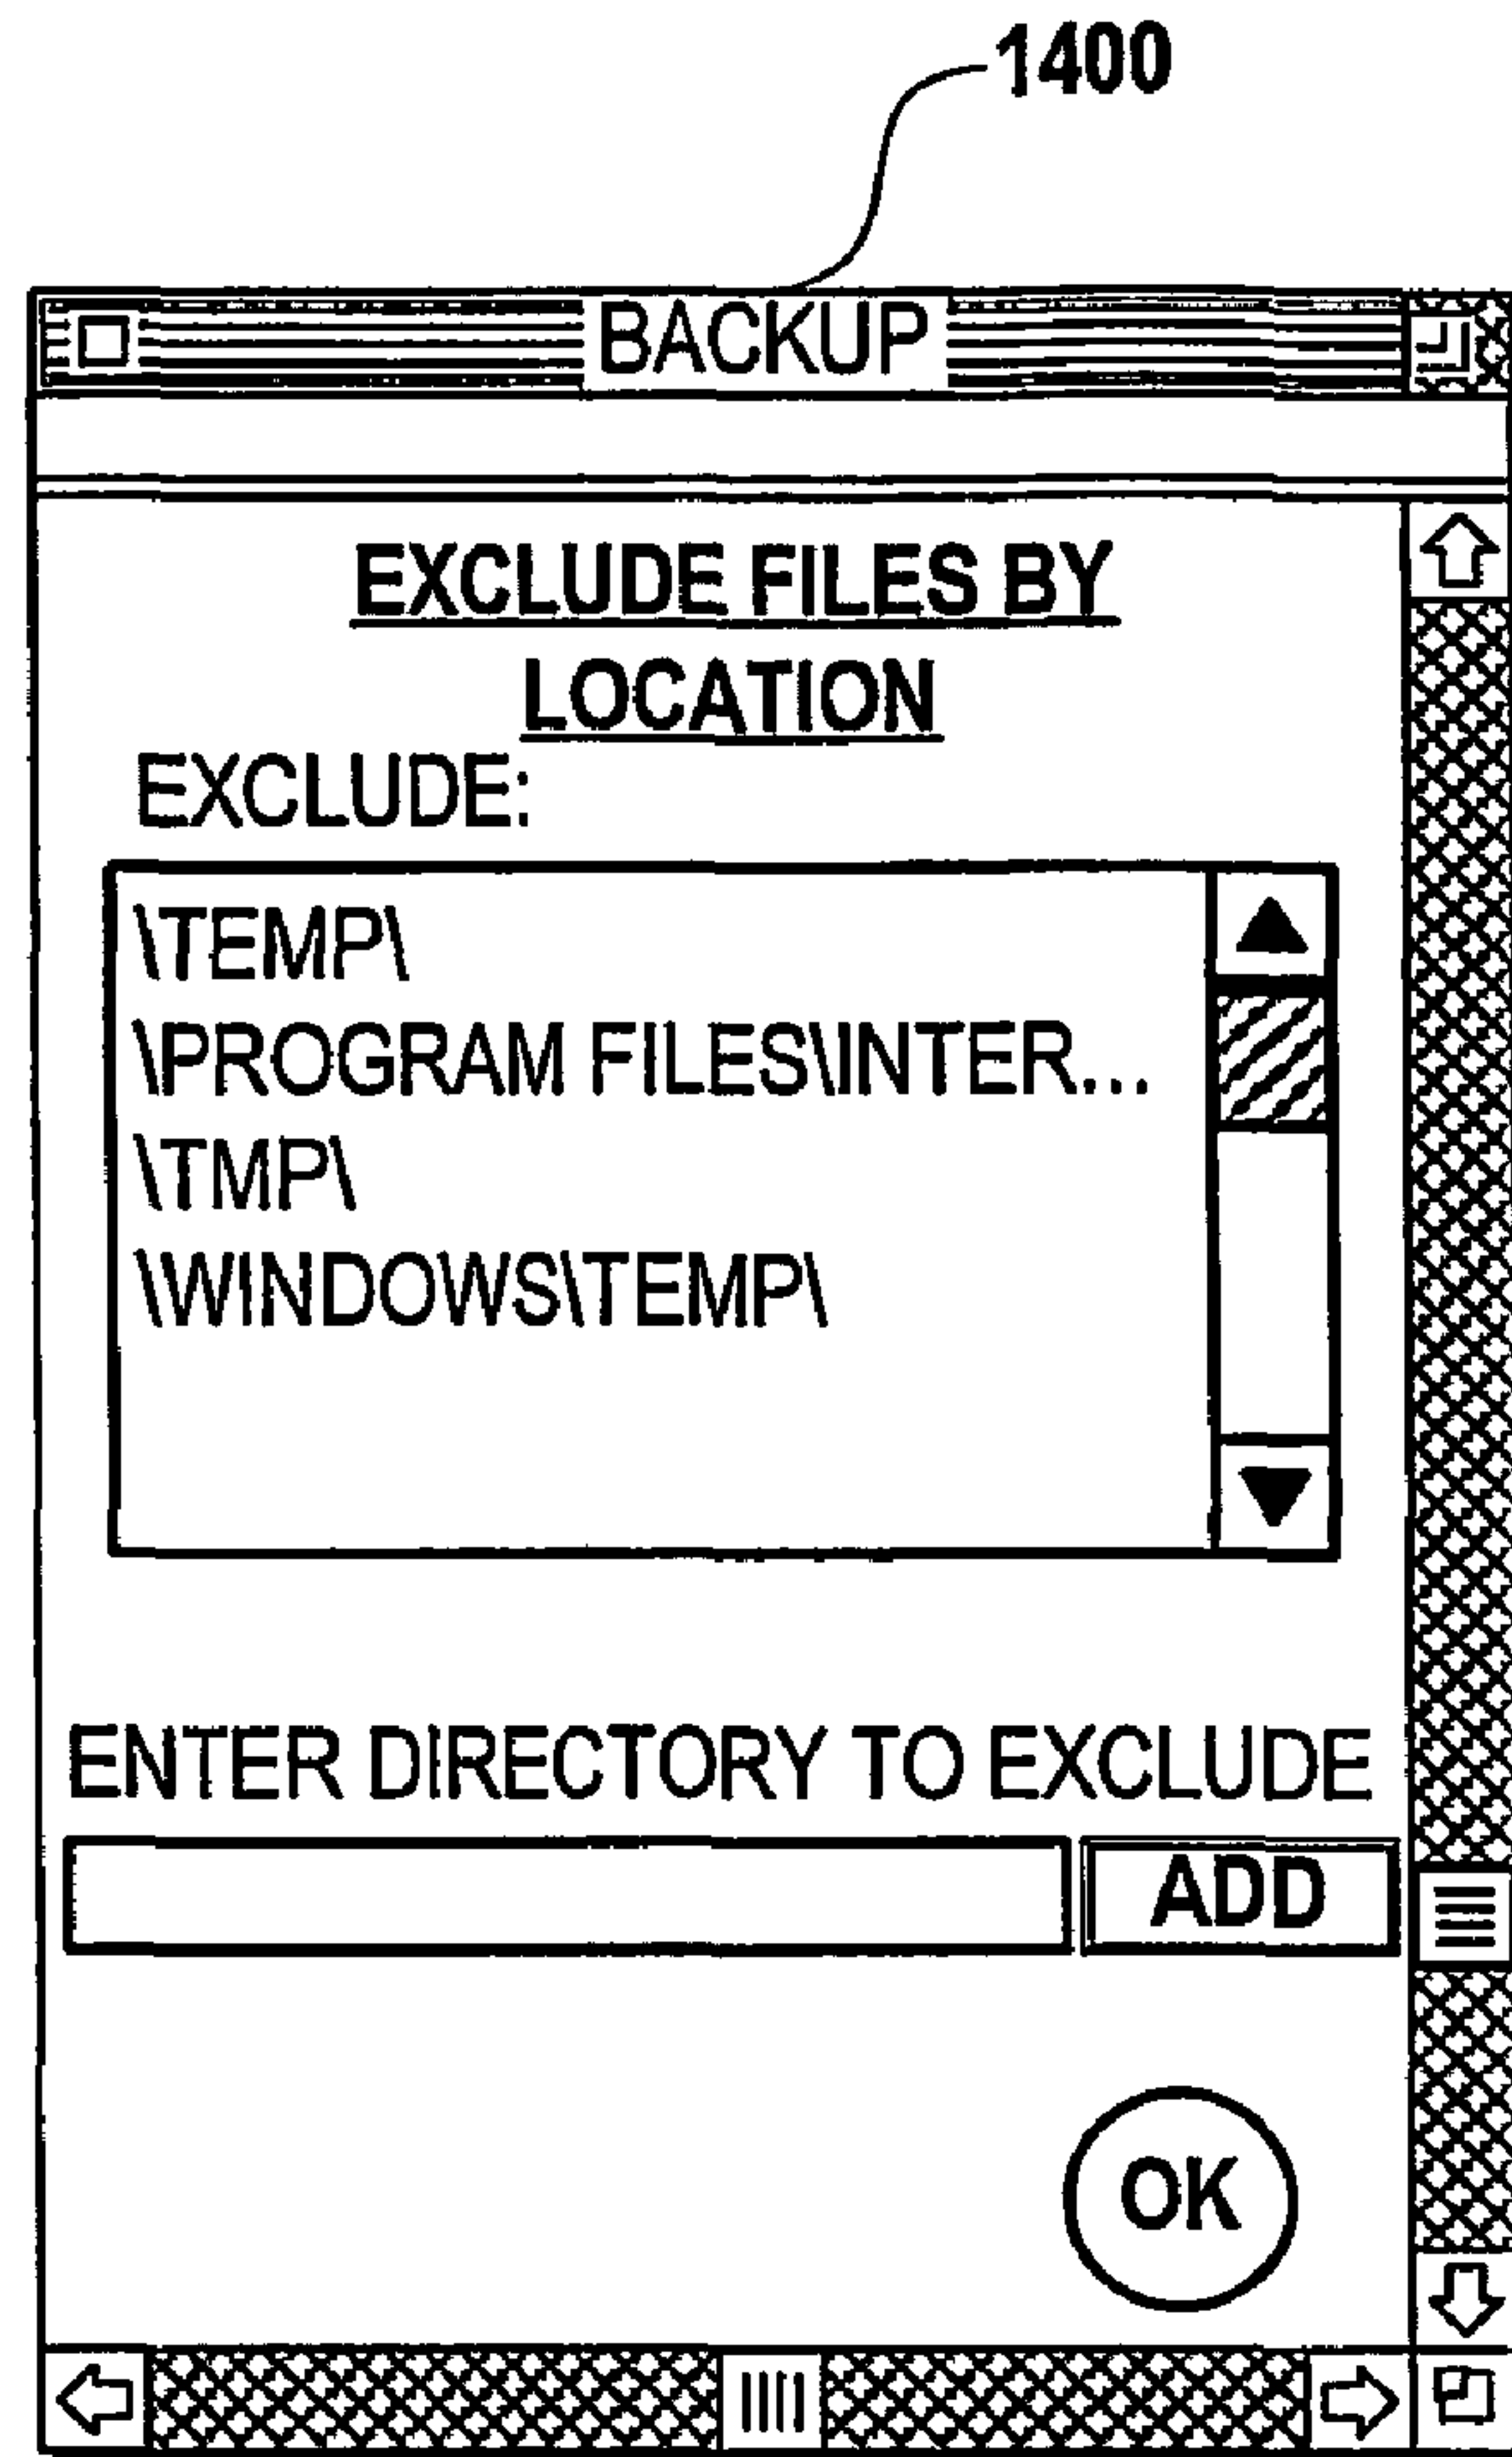 1400
BACKUP
EXCLUDE FILES BY
LOCATION
EXCLUDE:
\TEMP\
\PROGRAM FILES\INTER...
\TMP\
\WINDOWS\TEMP\
ENTER DIRECTORY TO EXCLUDE
ADD
OK